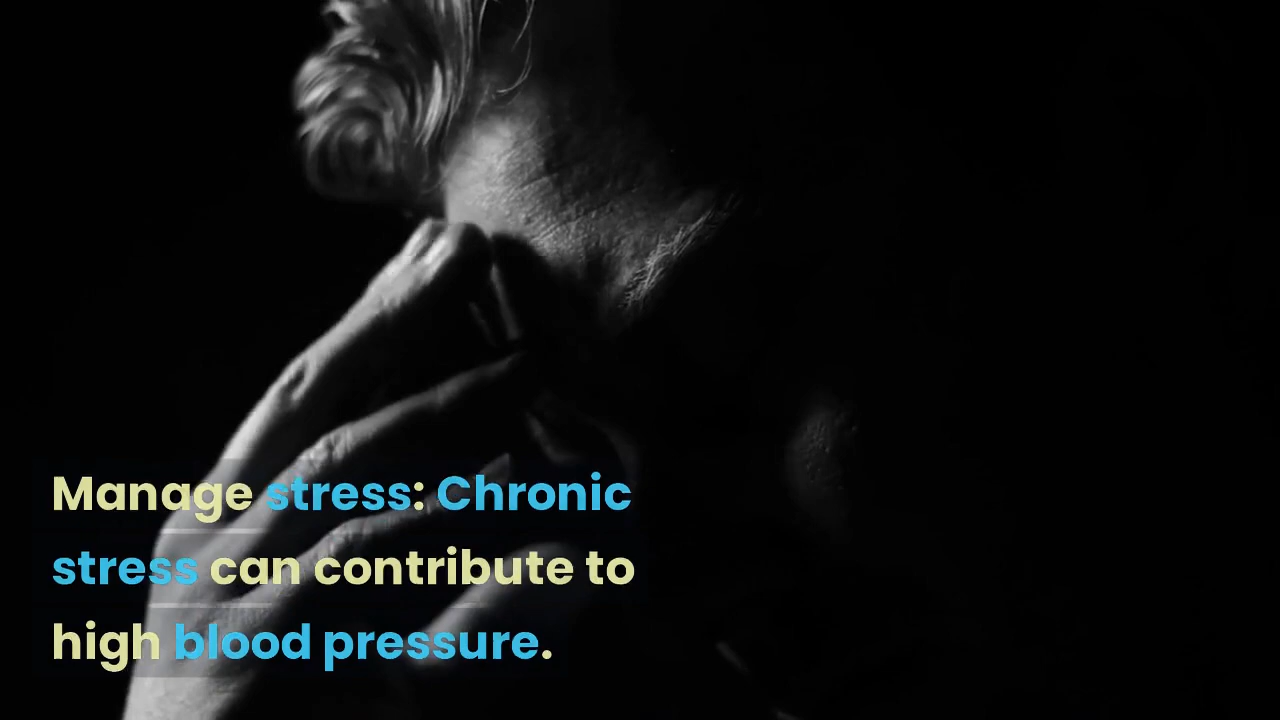 Manage stress: Chronic
stress can contribute to
high blood pressure.